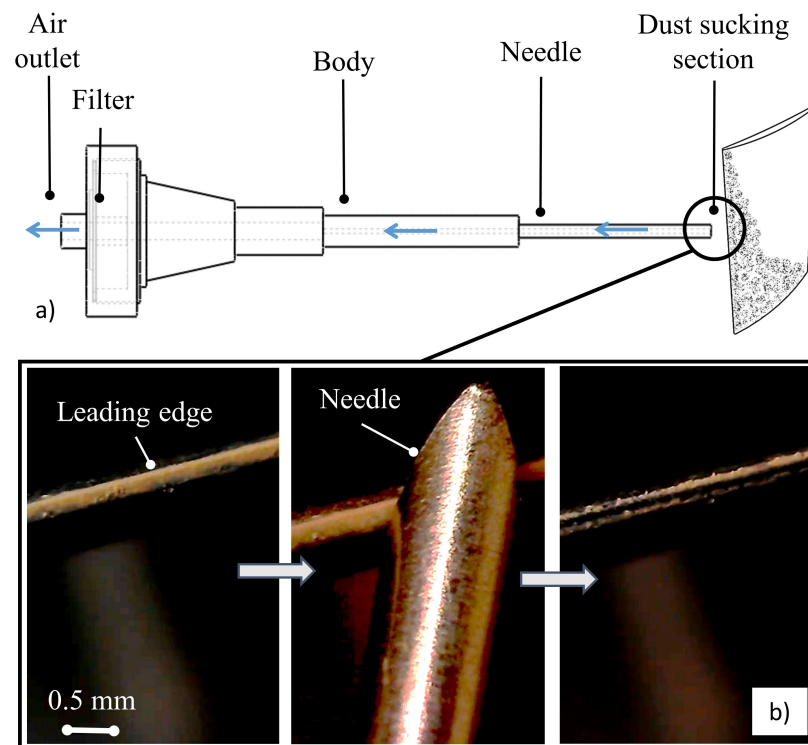 Air
outlet
Filter
Body
Needle
Dust sucking
section
a)
Leading edge
Needle
0.5 mm
b)